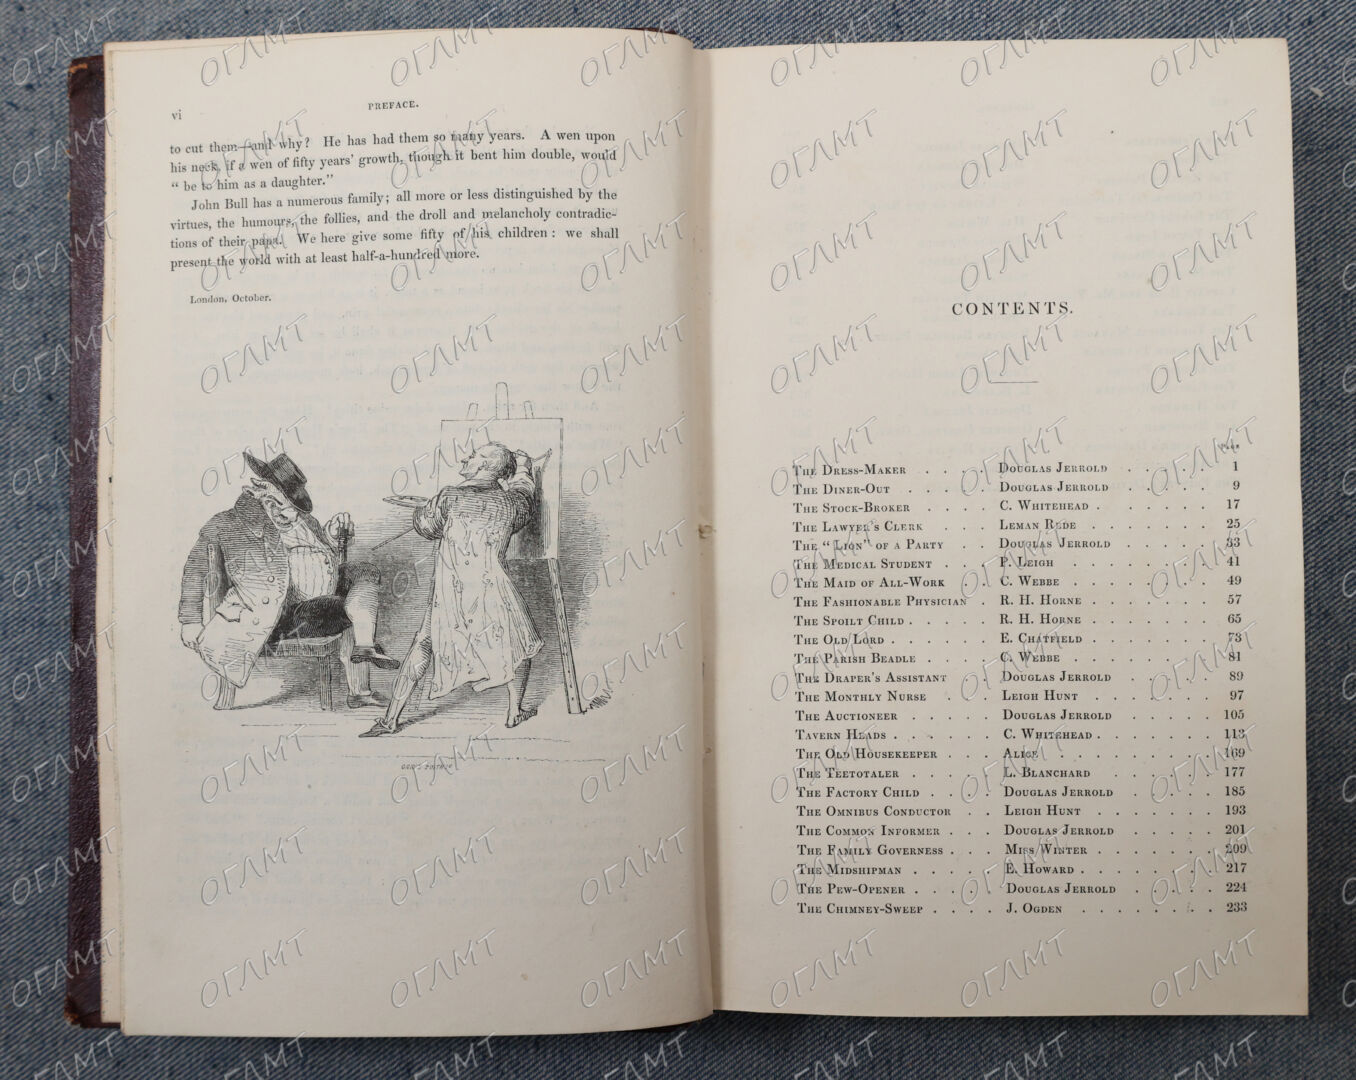 vi
PREFACE.
to cut them—and why? He has had them so many years. A wen upon
his neck, if a wen of fifty years' growth, though it bent him double, would
“ be to him as a daughter.”
John Bull has a numerous family; all more or less distinguished by the
virtues, the humours, the follies, and the droll and melancholy contradic-
tions of their papa. We here give some fifty of his children: we shall
present the world with at least half-a-hundred more.
London, October.
CONTENTS.
PAGE
THE DRESS-MAKER . . . . DOUGLAS JERROLD . . . . . 1
THE DINER-OUT . . . . . DOUGLAS JERROLD . . . . . 9
THE STOCK-BROKER . . . . C. WHITEHEAD . . . . . . 17
THE LAWYER'S CLERK . . . LEMAN REDE . . . . . . . 25
THE “LION” OF A PARTY . . DOUGLAS JERROLD . . . . . 33
THE MEDICAL STUDENT . . . P. LEIGH . . . . . . . 41
THE MAID OF ALL-WORK . . C. WEBBE . . . . . . . 49
THE FASHIONABLE PHYSICIAN . R. H. HORNE . . . . . . . 57
THE SPOILT CHILD . . . . . R. H. HORNE . . . . . . . 65
THE OLD LORD . . . . . . E. CHATFIELD . . . . . . . 73
THE PARISH BEADLE . . . . C. WEBBE . . . . . . . 81
THE DRAPER'S ASSISTANT . . DOUGLAS JERROLD . . . . . 89
THE MONTHLY NURSE . . . LEIGH HUNT . . . . . . . 97
THE AUCTIONEER . . . . . DOUGLAS JERROLD . . . . . 105
TAVERN HEADS . . . . . . C. WHITEHEAD . . . . . . 113
THE OLD HOUSEKEEPER . . . ALICE . . . . . . . . 169
THE TEETOTALER . . . . . L. BLANCHARD . . . . . . 177
THE FACTORY CHILD . . . . DOUGLAS JERROLD . . . . . 185
THE OMNIBUS CONDUCTOR . . LEIGH HUNT . . . . . . . 193
THE COMMON INFORMER . . . DOUGLAS JERROLD . . . . . 201
THE FAMILY GOVERNESS . . . MISS WINTER . . . . . . . 209
THE MIDSHIPMAN . . . . . E. HOWARD . . . . . . . 217
THE PEW-OPENER . . . . . DOUGLAS JERROLD . . . . . 224
THE CHIMNEY-SWEEP . . . . J. OGDEN . . . . . . . . 233